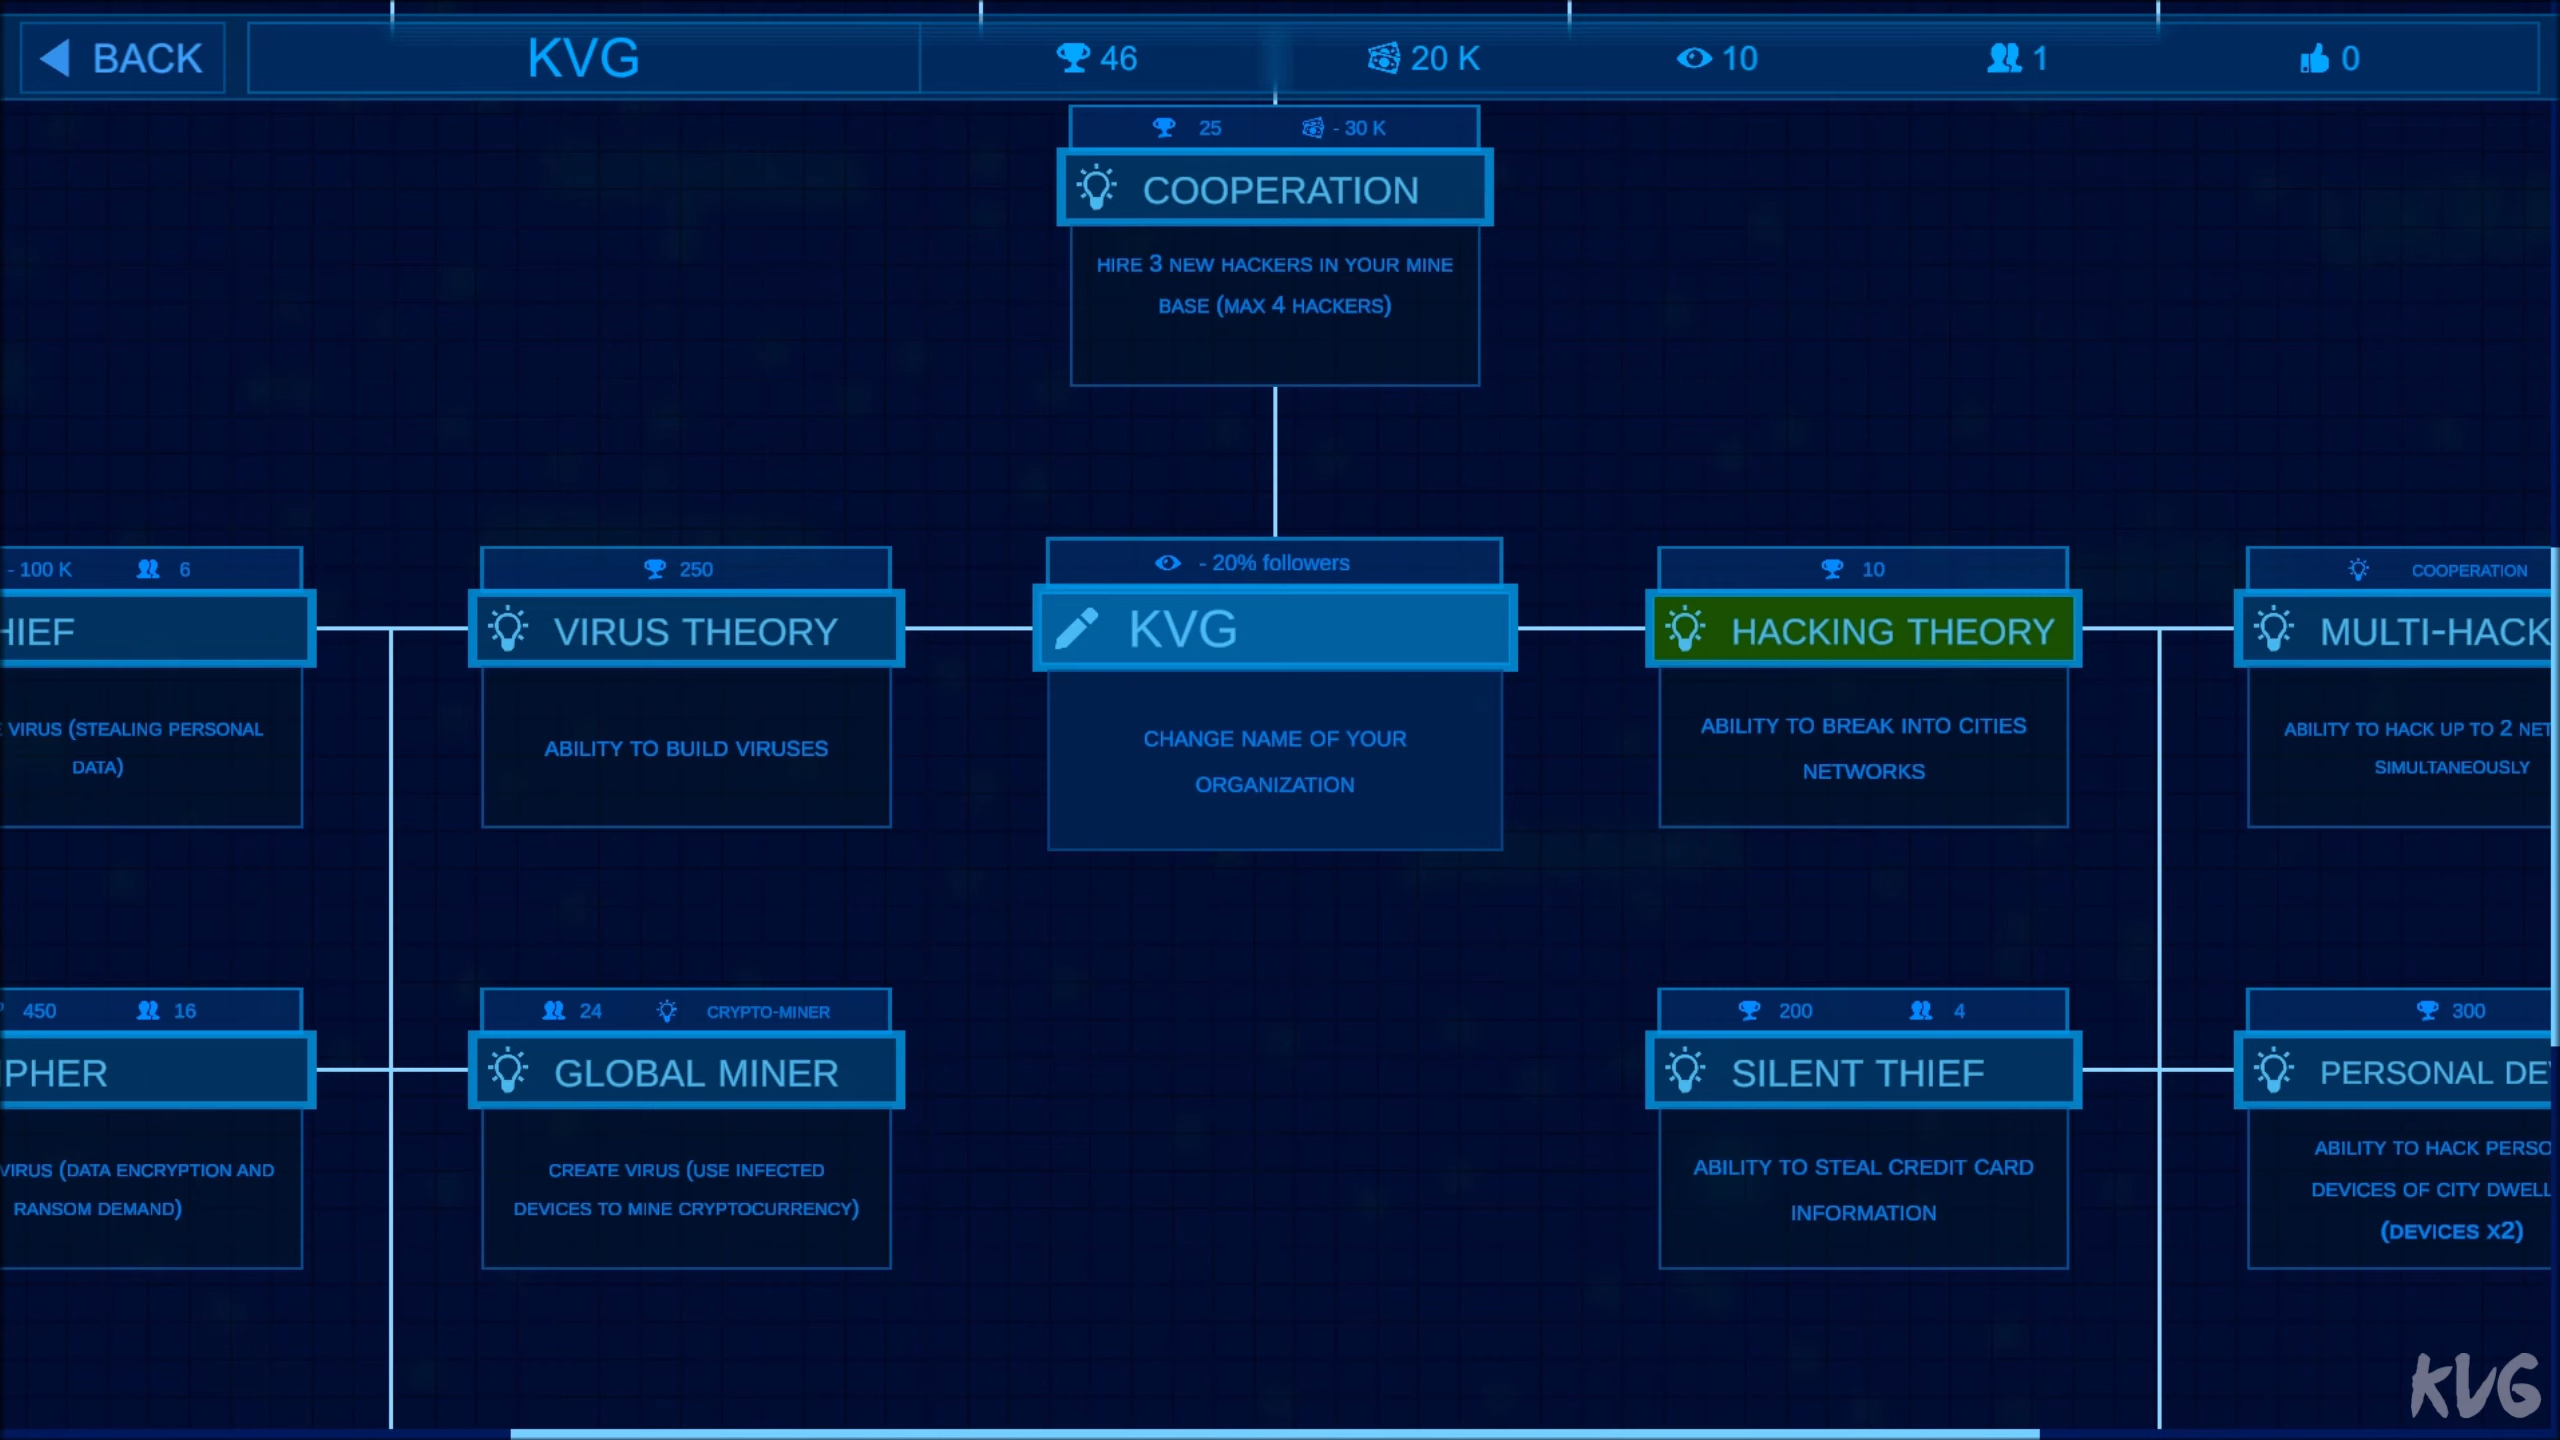 BACK
KVG
46
20 K
10
1
0
25
- 30 K
COOPERATION
HIRE 3 NEW HACKERS IN YOUR MINE
BASE (MAX 4 HACKERS)
- 100 K
6
HIEF
VIRUS (STEALING PERSONAL
DATA)
250
VIRUS THEORY
ABILITY TO BUILD VIRUSES
- 20% followers
KVG
CHANGE NAME OF YOUR
ORGANIZATION
10
HACKING THEORY
ABILITY TO BREAK INTO CITIES
NETWORKS
COOPERATION
MULTI-HACK
ABILITY TO HACK UP TO 2 NET
SIMULTANEOUSLY
450
16
PHER
VIRUS (DATA ENCRYPTION AND
RANSOM DEMAND)
24
CRYPTO-MINER
GLOBAL MINER
CREATE VIRUS (USE INFECTED
DEVICES TO MINE CRYPTOCURRENCY)
200
4
SILENT THIEF
ABILITY TO STEAL CREDIT CARD
INFORMATION
300
PERSONAL DE
ABILITY TO HACK PERSO
DEVICES OF CITY DWELL
(DEVICES X2)
KVG